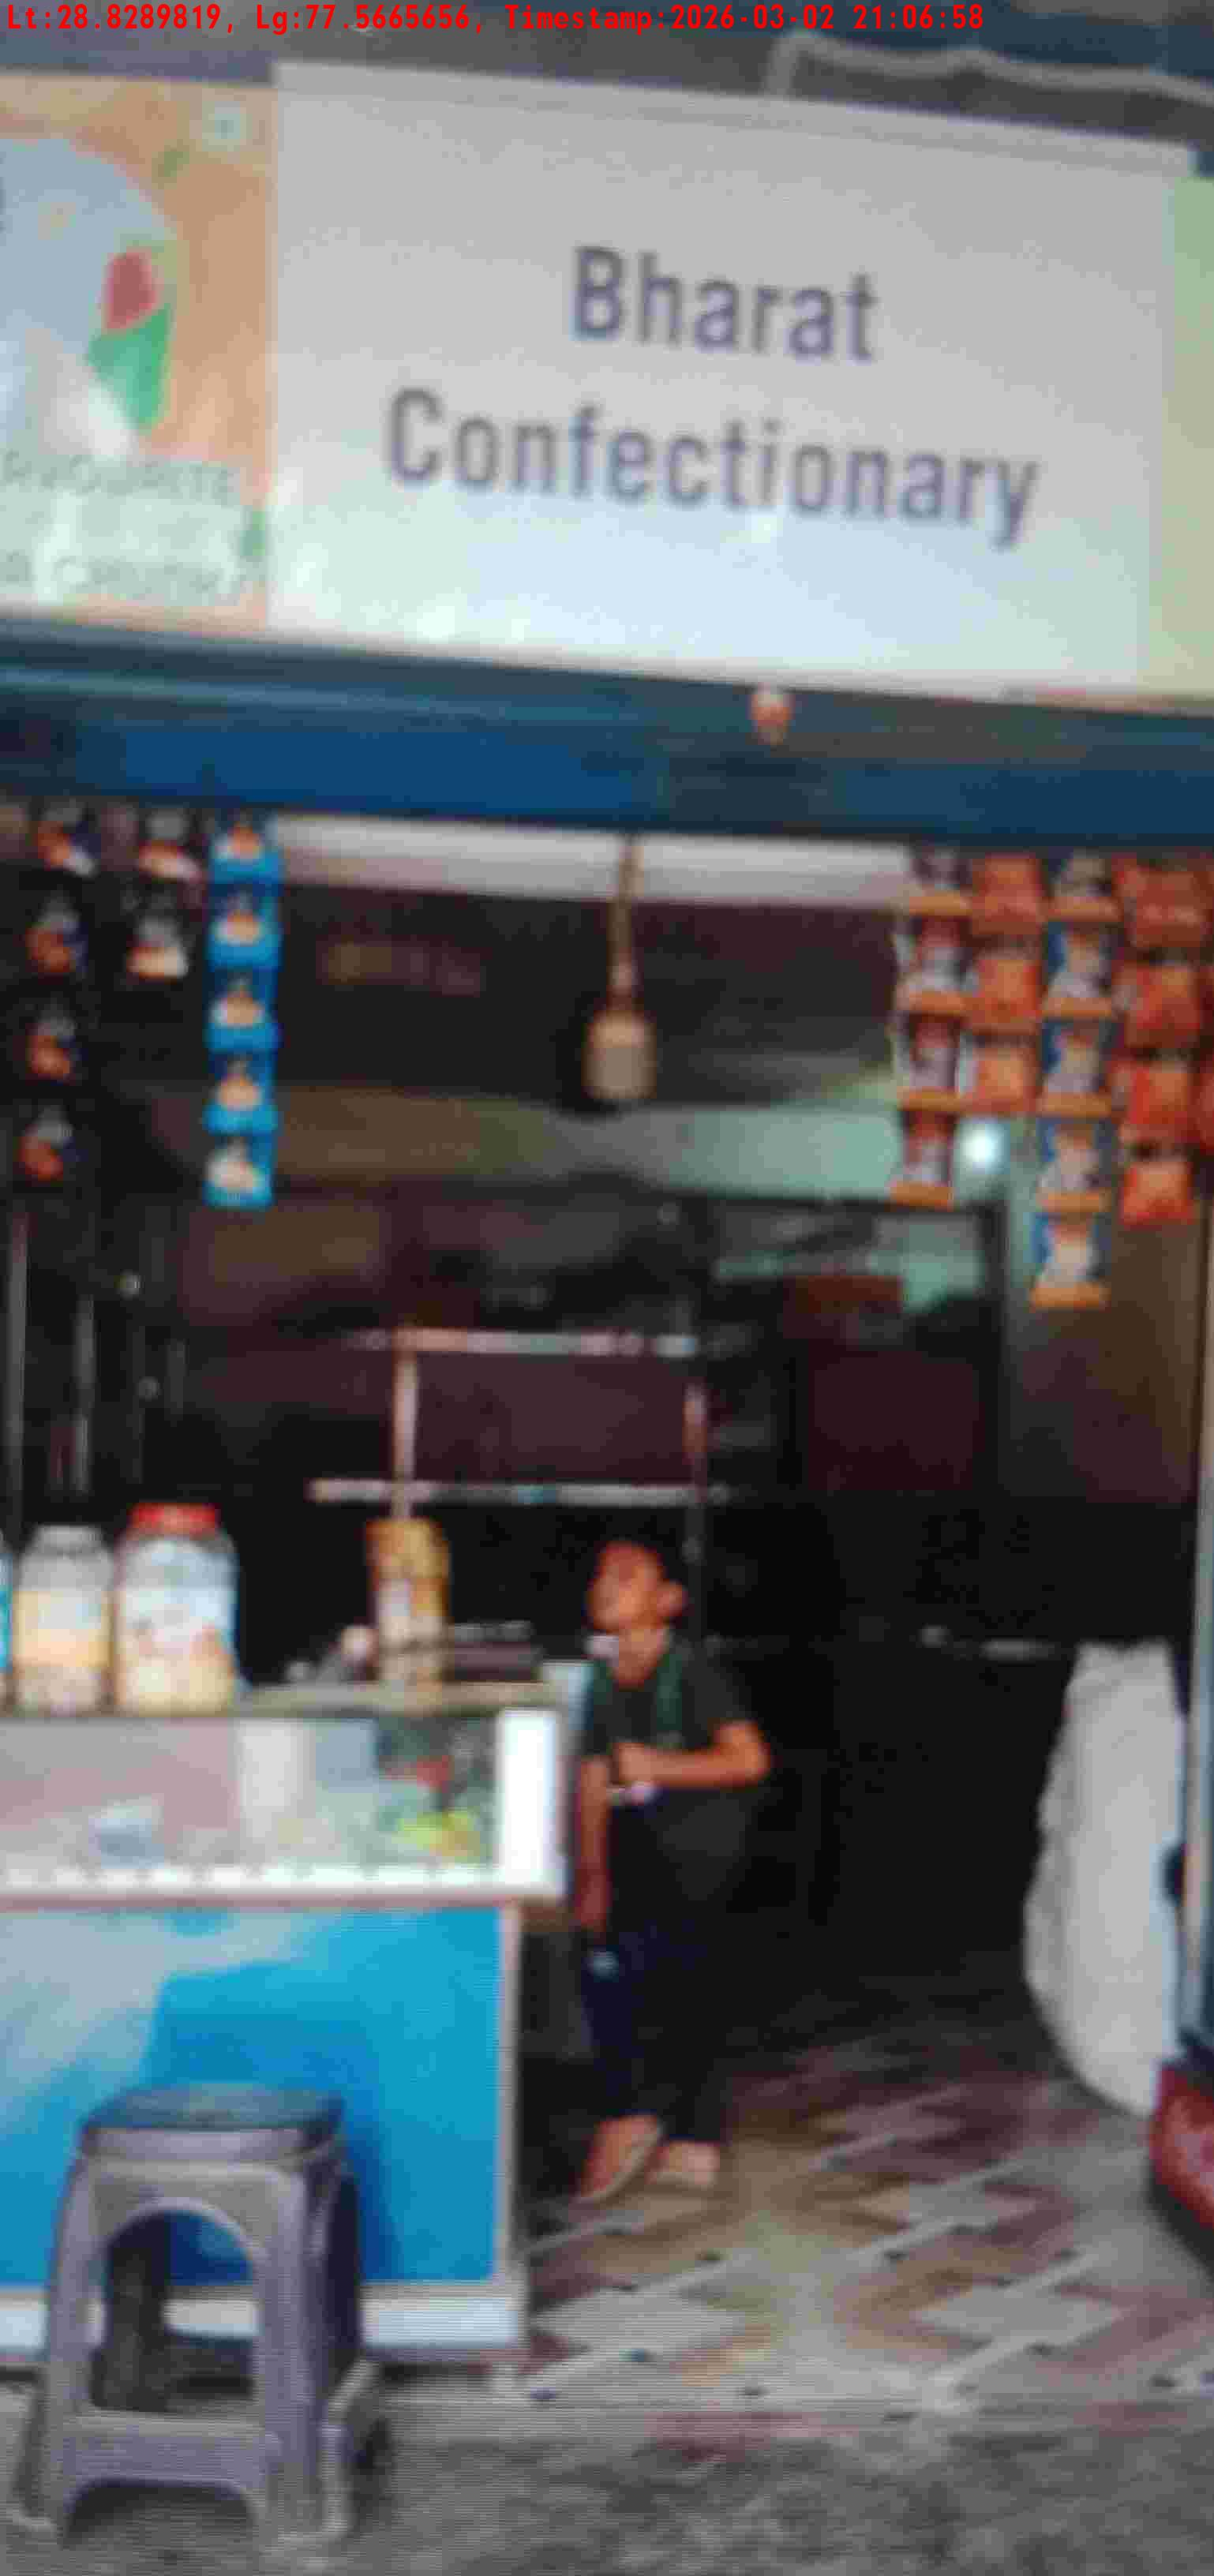 Lt:28.8289819, Lg:77.5665656, Timestamp:2026-03-02 21:06:58
Bharat
Confectionary